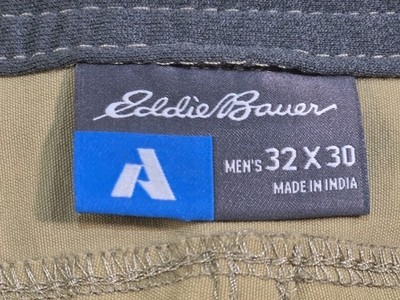 Eddie Bauer
MEN'S 32 X 30
MADE IN INDIA